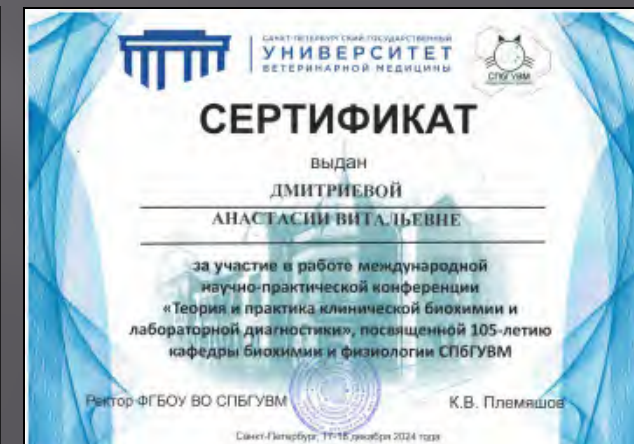 САНКТ-ПЕТЕРБУРГСКИЙ ГОСУДАРСТВЕННЫЙ
УНИВЕРСИТЕТ
ВЕТЕРИНАРНОЙ МЕДИЦИНЫ
СПбГУВМ
СЕРТИФИКАТ
выдан
ДМИТРИЕВОЙ
АНАСТАСИИ ВИТАЛЬЕВНЕ
за участие в работе международной
научно-практической конференции
«Теория и практика клинической биохимии и
лабораторной диагностики», посвященной 105-летию
кафедры биохимии и физиологии СПбГУВМ
Ректор ФГБОУ ВО СПБГУВМ
К.В. Племяшов
Санкт-Петербург, 17-18 декабря 2024 года